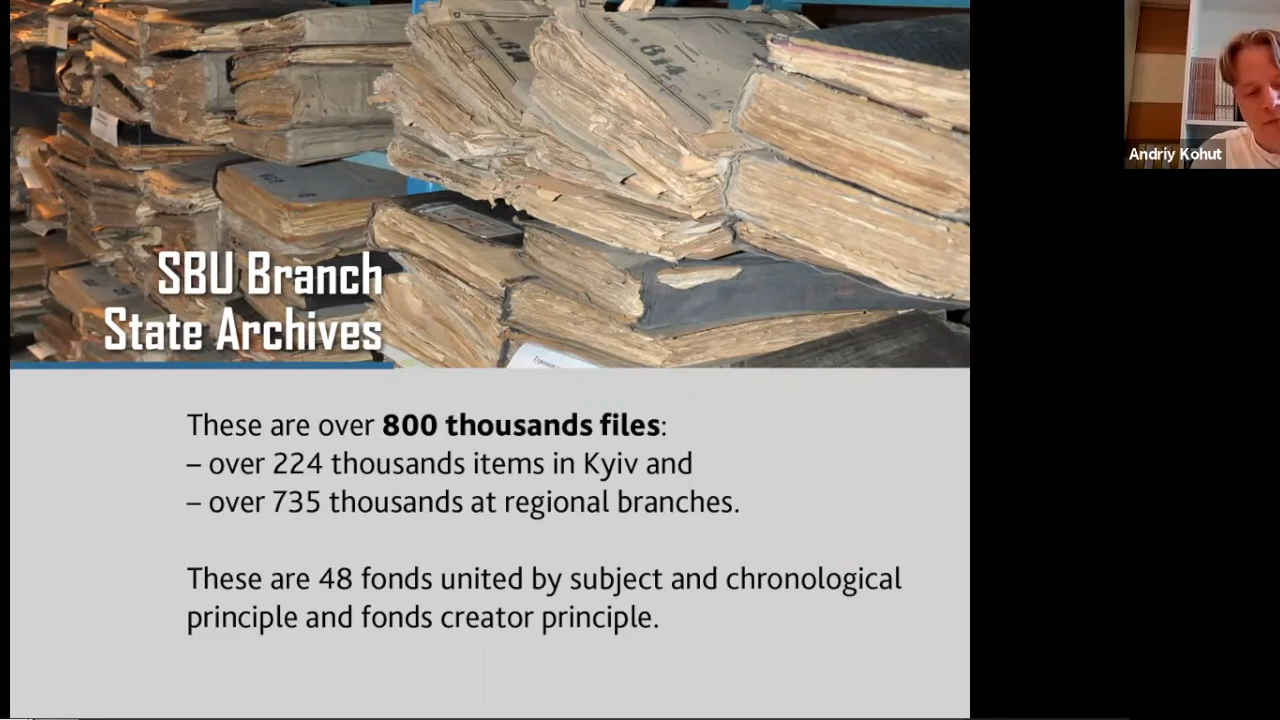 SBU Branch
State Archives
These are over 800 thousands files:
– over 224 thousands items in Kyiv and
– over 735 thousands at regional branches.
These are 48 fonds united by subject and chronological
principle and fonds creator principle.
Andriy Kohut